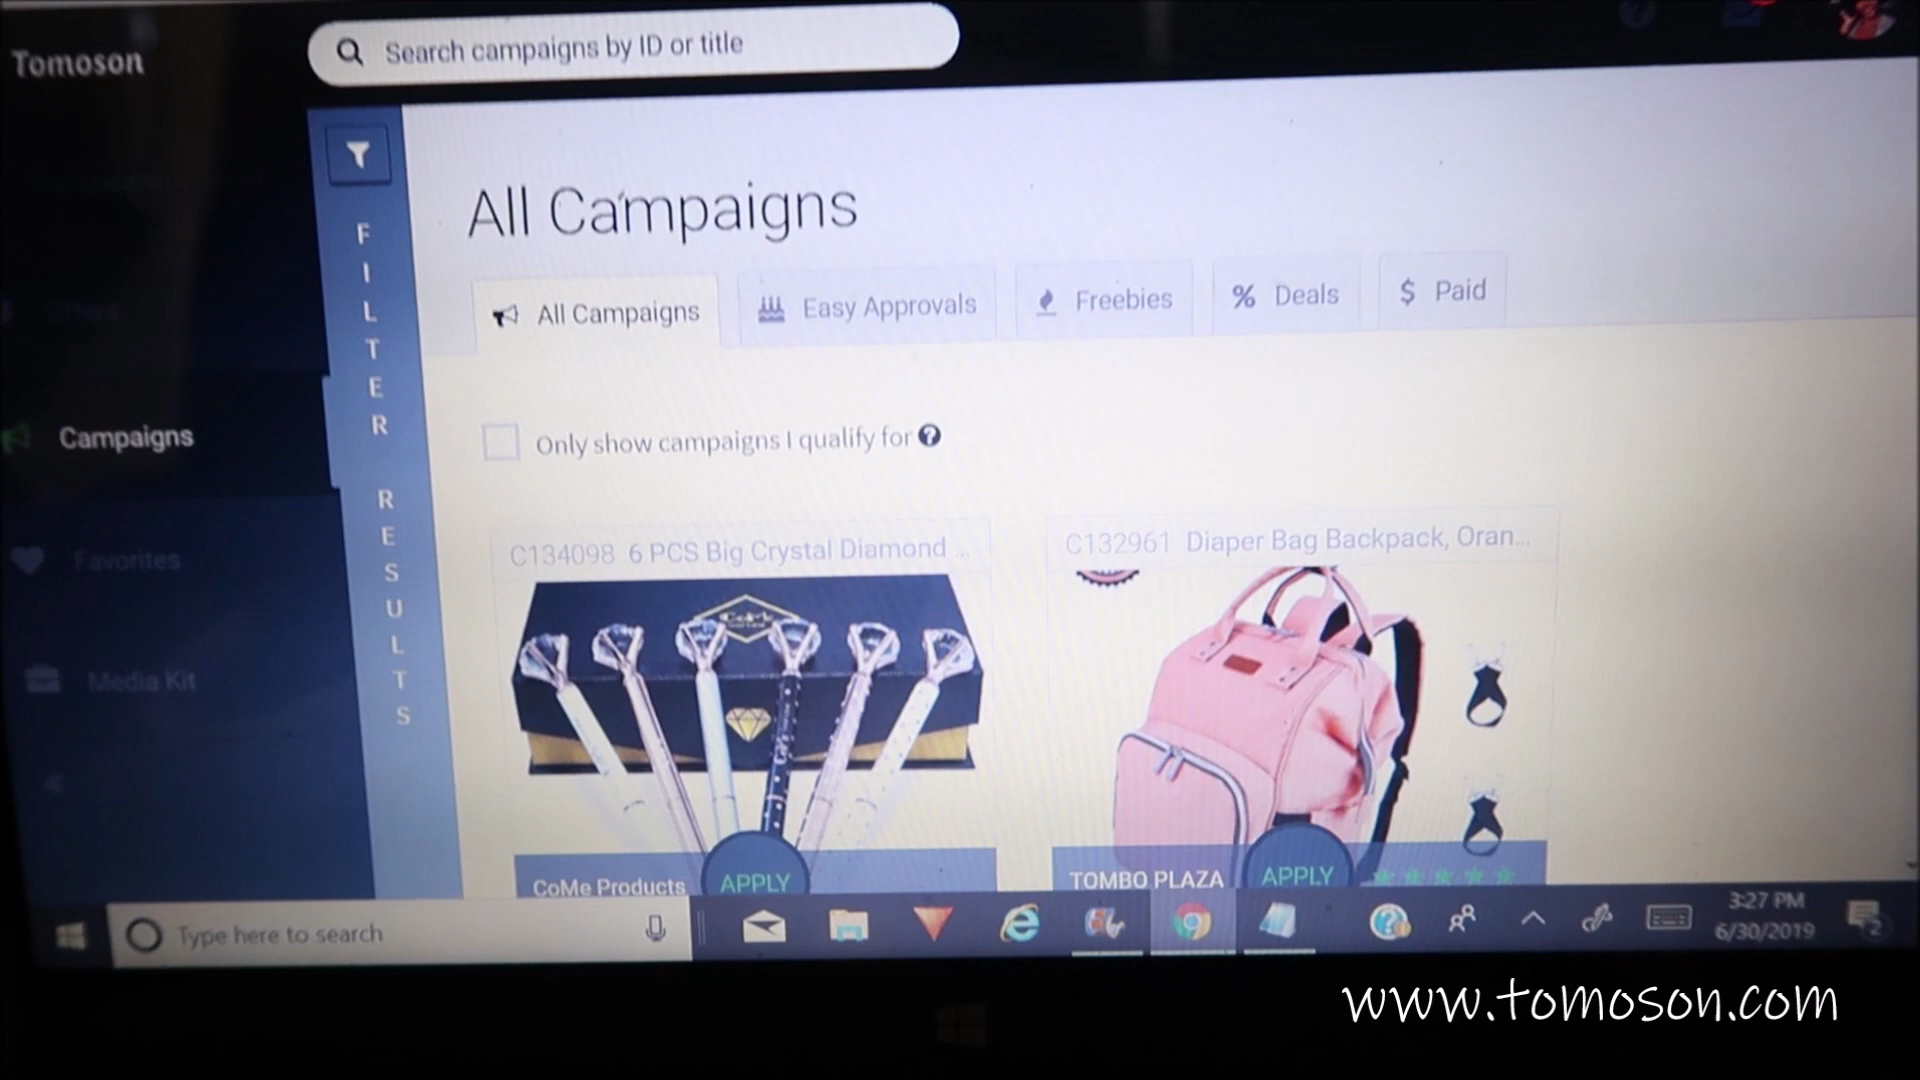 Tomoson
Search campaigns by ID or title
FILTER RESULTS
All Campaigns
All Campaigns
Easy Approvals
Freebies
% Deals
$ Paid
Only show campaigns I qualify for ?
Campaigns
Favorites
Media Kit
C134098 6 PCS Big Crystal Diamond ...
C132961 Diaper Bag Backpack, Oran...
CoMe Products
APPLY
TOMBO PLAZA
APPLY
Type here to search
3:27 PM
6/30/2019
2
www.tomoson.com